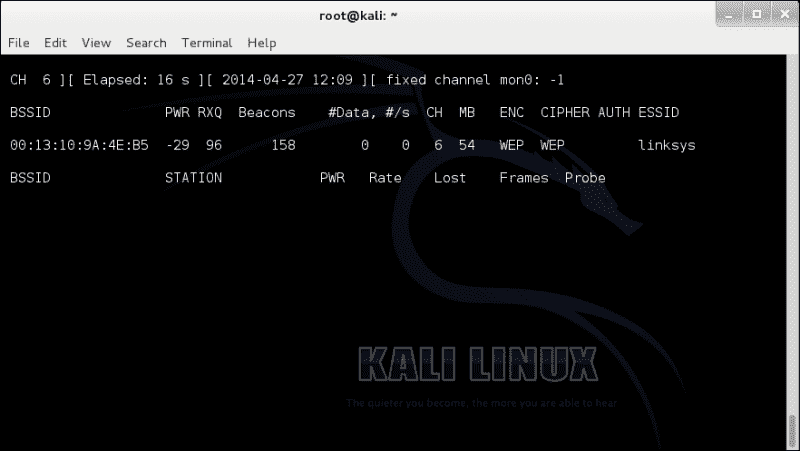 root@kali: ~
File Edit View Search Terminal Help
CH 6 ][ Elapsed: 16 s ][ 2014-04-27 12:09 ][ fixed channel mon0: -1
BSSID PWR RXQ Beacons #Data, #/s CH MB ENC CIPHER AUTH ESSID
00:13:10:9A:4E:B5 -29 96 158 0 0 6 54 WEP WEP linksys
BSSID STATION PWR Rate Lost Frames Probe
KALI LINUX
The quieter you become, the more you are able to hear